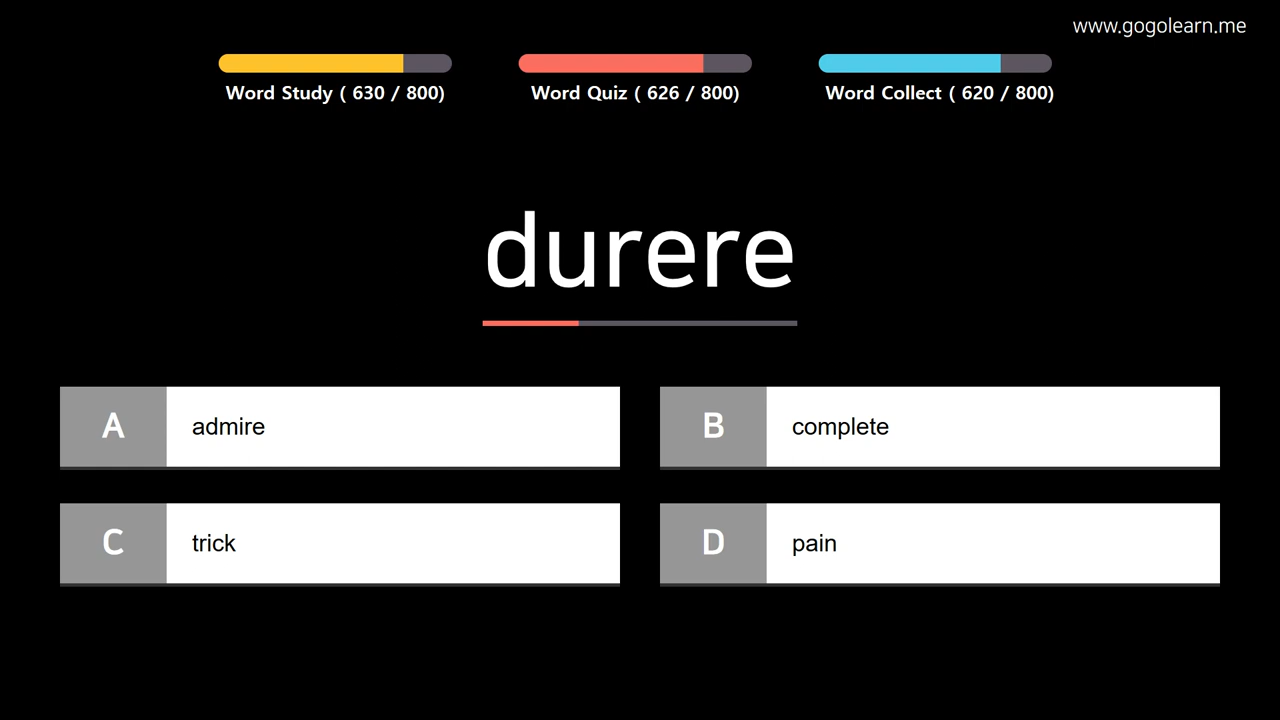 www.gogolearn.me
Word Study ( 630 / 800)
Word Quiz ( 626 / 800)
Word Collect ( 620 / 800)
durere
A admire
B complete
C trick
D pain